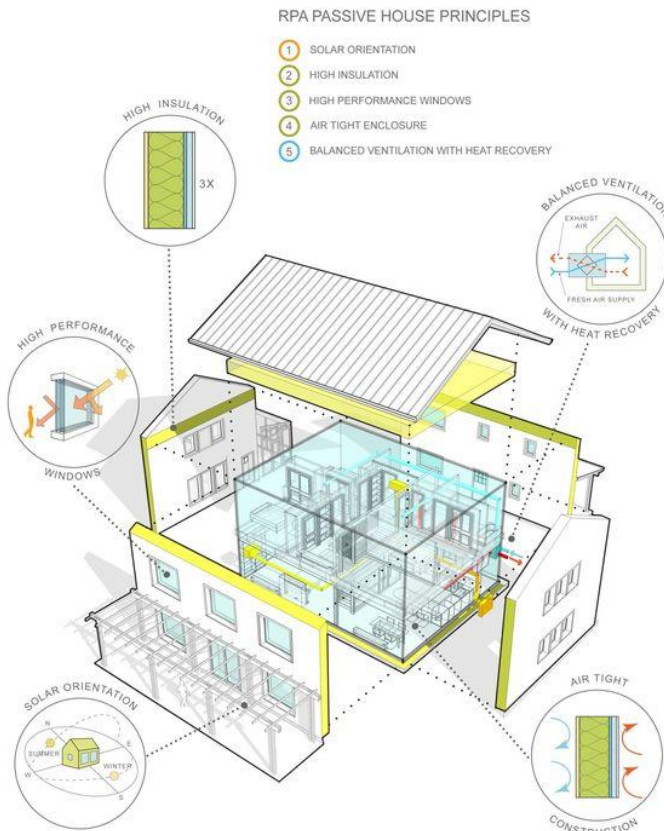 RPA PASSIVE HOUSE PRINCIPLES
1 SOLAR ORIENTATION
2 HIGH INSULATION
3 HIGH PERFORMANCE WINDOWS
4 AIR TIGHT ENCLOSURE
5 BALANCED VENTILATION WITH HEAT RECOVERY
HIGH INSULATION
3X
BALANCED VENTILATION
EXHAUST
AIR
FRESH AIR SUPPLY
WITH HEAT RECOVERY
HIGH PERFORMANCE
WINDOWS
SOLAR ORIENTATION
N
SUMMER
E
W
WINTER
S
AIR TIGHT
CONSTRUCTION